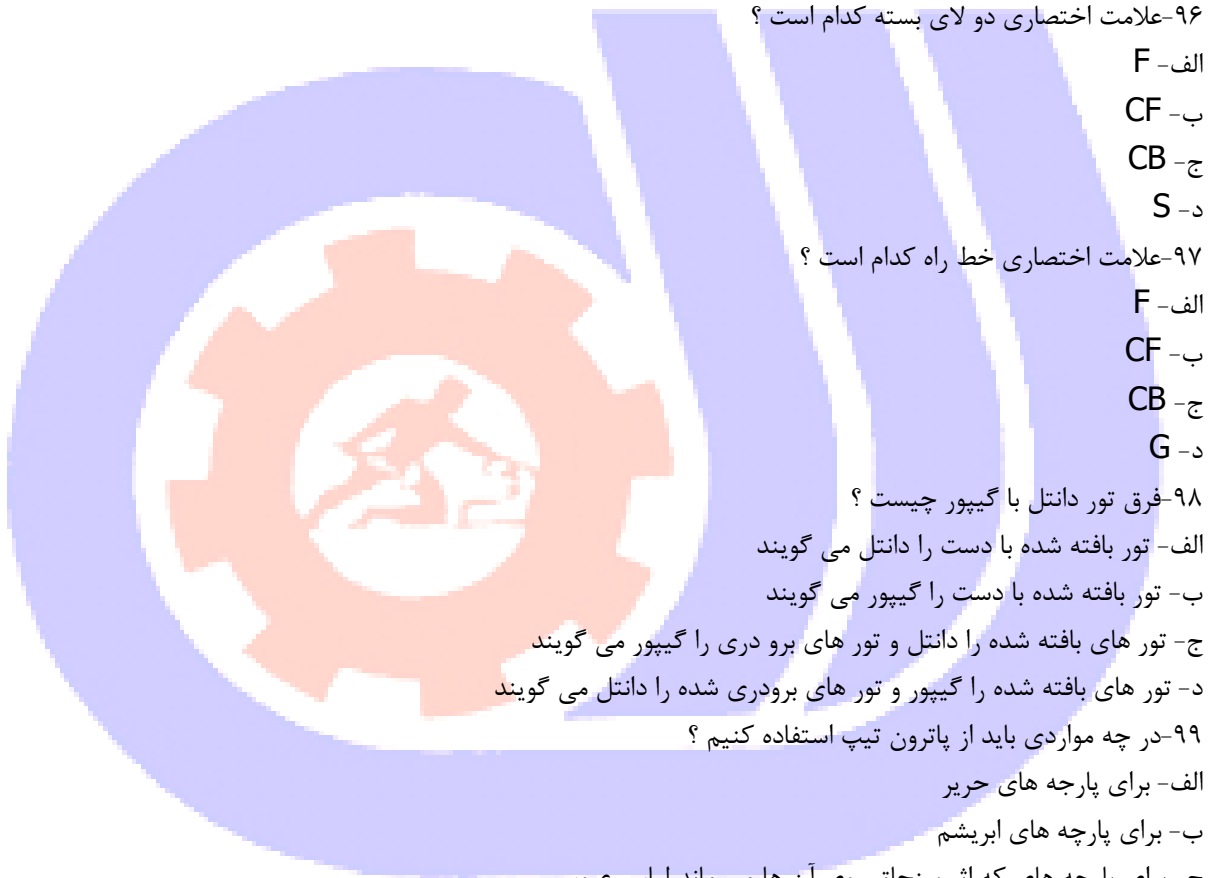 ۹۶-علامت اختصاری دو لای بسته کدام است ؟
الف- F
ب- CF
ج- CB
د- S
۹۷-علامت اختصاری خط راه کدام است ؟
الف- F
ب- CF
ج- CB
د- G
۹۸-فرق تور دانتل با گیپور چیست ؟
الف- تور بافته شده با دست را دانتل می گویند
ب- تور بافته شده با دست را گیپور می گویند
ج- تور های بافته شده را دانتل و تور های برو دری را گیپور می گویند
د- تور های بافته شده را گیپور و تور های برودری شده را دانتل می گویند
۹۹-در چه مواردی باید از پاترون تیپ استفاده کنیم ؟
الف- برای پارجه های حریر
ب- برای پارچه های ابریشم